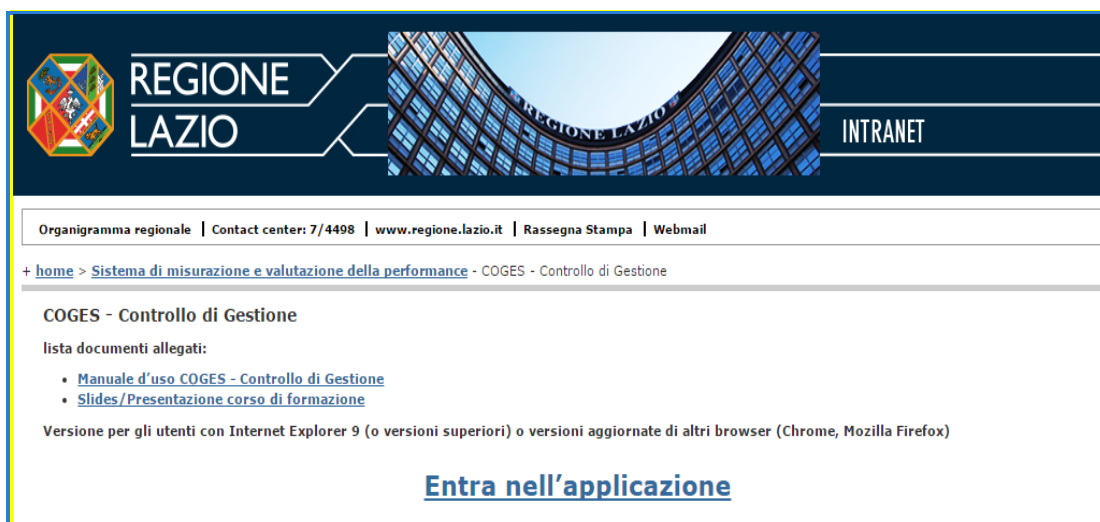 REGIONE
LAZIO
REGIONE LAZIO
INTRANET
Organigramma regionale | Contact center: 7/4498 | www.regione.lazio.it | Rassegna Stampa | Webmail
+ home > Sistema di misurazione e valutazione della performance - COGES - Controllo di Gestione
COGES - Controllo di Gestione
lista documenti allegati:
• Manuale d'uso COGES - Controllo di Gestione
• Slides/Presentazione corso di formazione
Versione per gli utenti con Internet Explorer 9 (o versioni superiori) o versioni aggiornate di altri browser (Chrome, Mozilla Firefox)
Entra nell'applicazione